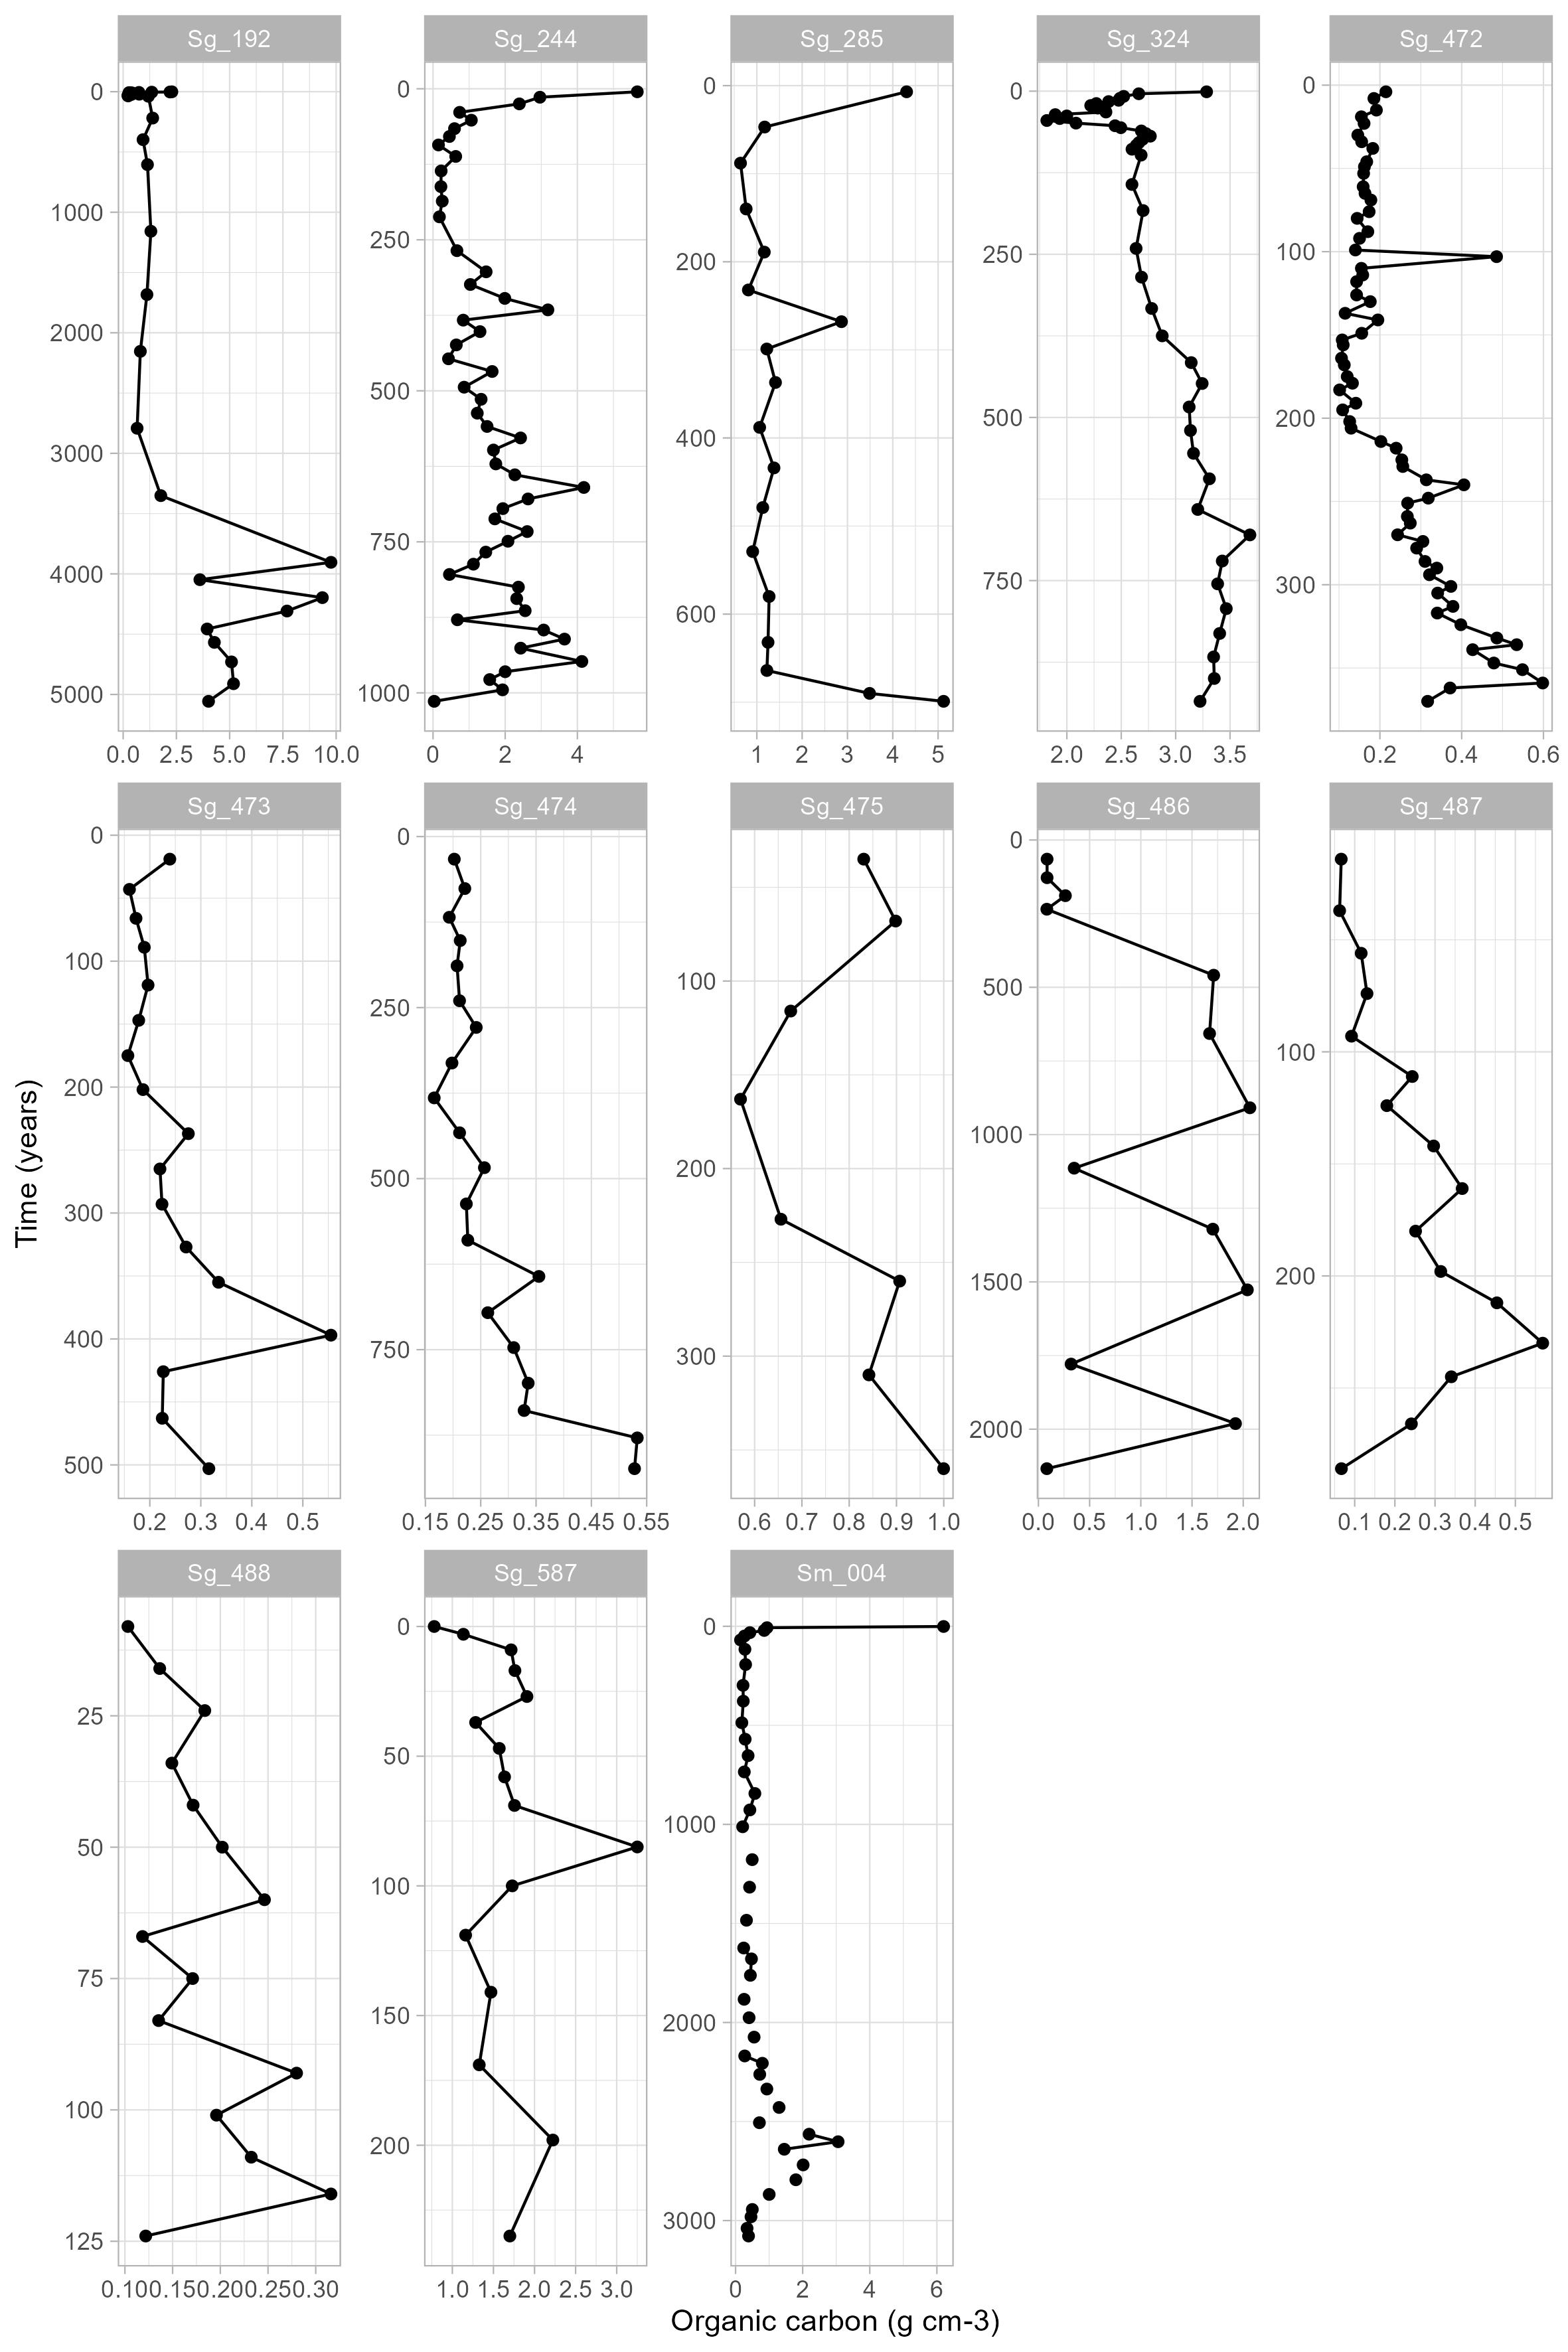 Sg_192 Sg_244 Sg_285 Sg_324 Sg_472
0 1000 2000 3000 4000 5000
0.0 2.5 5.0 7.5 10.0
0 250 500 750 1000
0 2 4
0 200 400 600
1 2 3 4 5
0 250 500 750
2.0 2.5 3.0 3.5
0 100 200 300
0.2 0.4 0.6
Sg_473 Sg_474 Sg_475 Sg_486 Sg_487
0 100 200 300 400 500
0.2 0.3 0.4 0.5
0 250 500 750
0.15 0.25 0.35 0.45 0.55
100 200 300
0.6 0.7 0.8 0.9 1.0
0 500 1000 1500 2000
0.0 0.5 1.0 1.5 2.0
100 200
0.1 0.2 0.3 0.4 0.5
Time (years)
Sg_488 Sg_587 Sm_004
25 50 75 100 125
0.100 0.150 0.200 0.250 0.30
0 50 100 150 200
1.0 1.5 2.0 2.5 3.0
0 1000 2000 3000
0 2 4 6
Organic carbon (g cm-3)